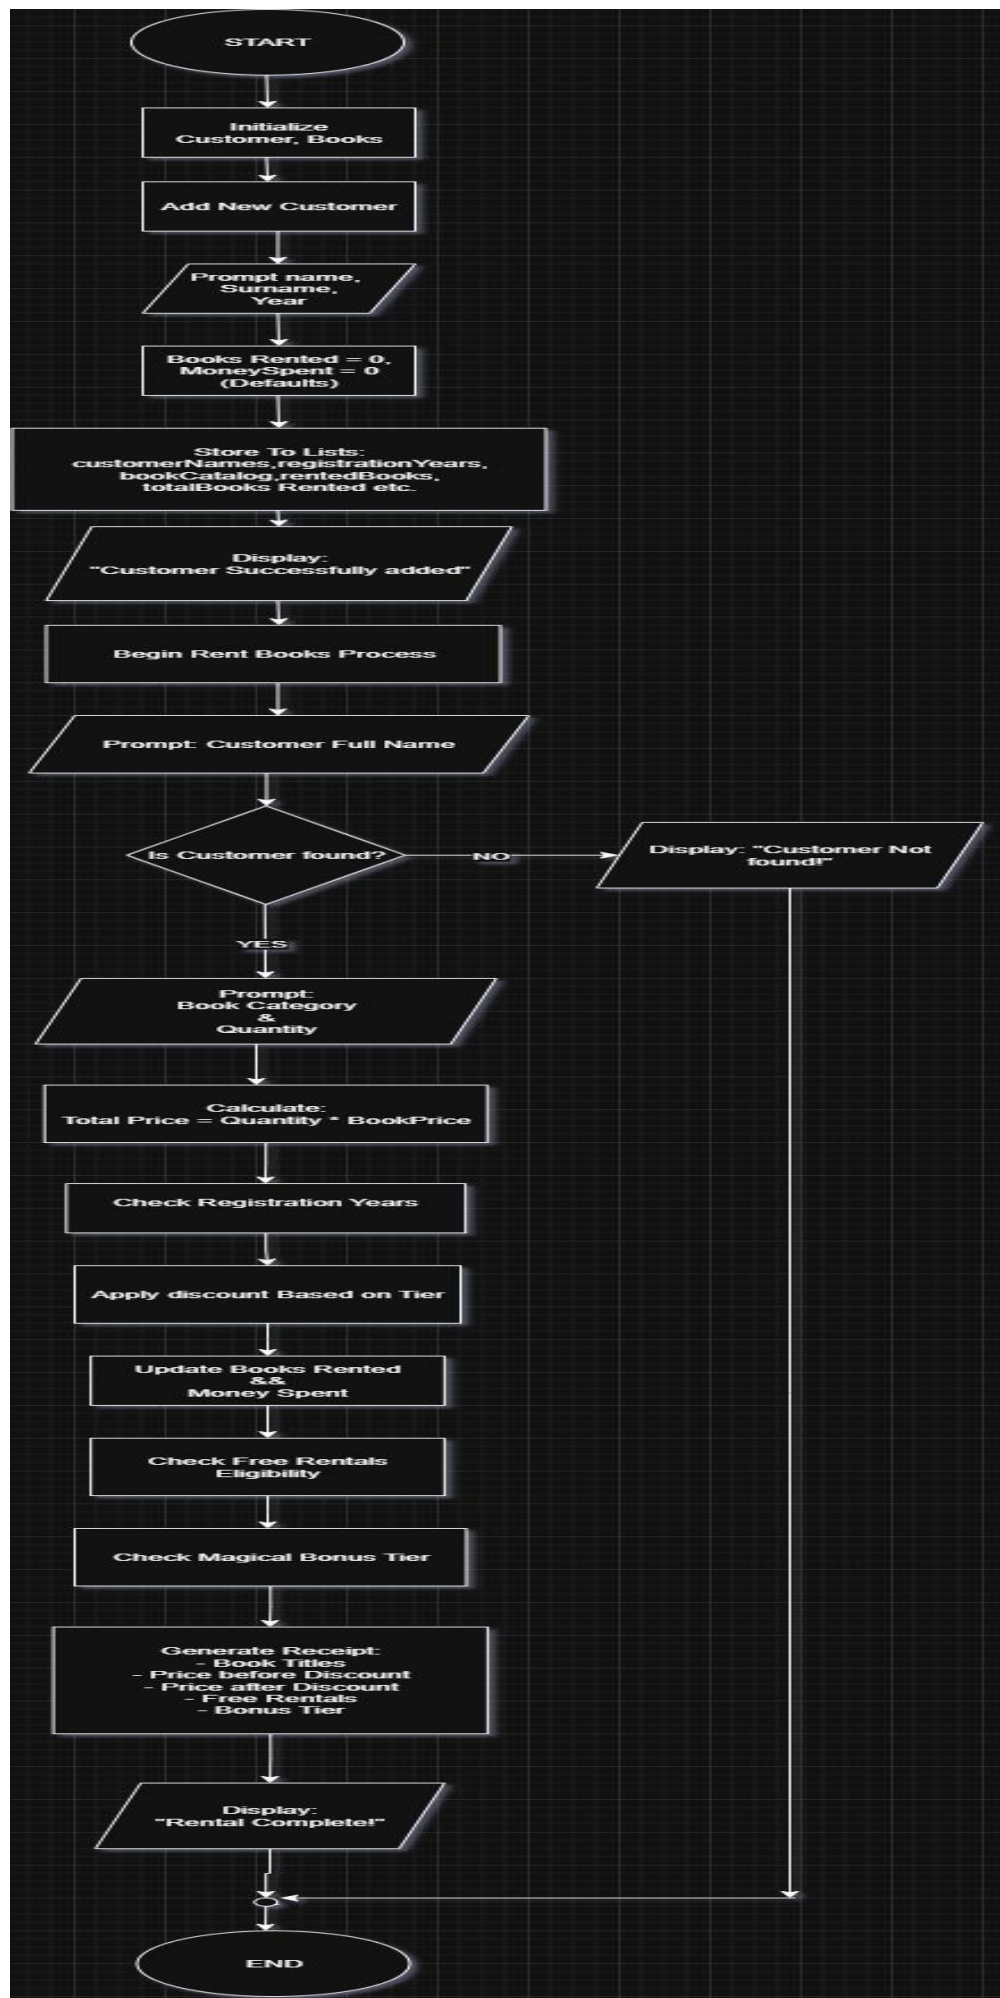 START
Initialize
Customer, Books
Add New Customer
Prompt name,
Surname,
Year
Books Rented = 0,
MoneySpent = 0
(Defaults)
Store To Lists:
customerNames,registrationYears,
bookCatalog,rentedBooks,
totalBooks Rented etc.
Display:
"Customer Successfully added"
Begin Rent Books Process
Prompt: Customer Full Name
Is Customer found?
NO
Display: "Customer Not
found!"
YES
Prompt:
Book Category
&
Quantity
Calculate:
Total Price = Quantity * BookPrice
Check Registration Years
Apply discount Based on Tier
Update Books Rented
&&
Money Spent
Check Free Rentals
Eligibility
Check Magical Bonus Tier
Generate Receipt:
- Book Titles
- Price before Discount
- Price after Discount
- Free Rentals
- Bonus Tier
Display:
"Rental Complete!"
END